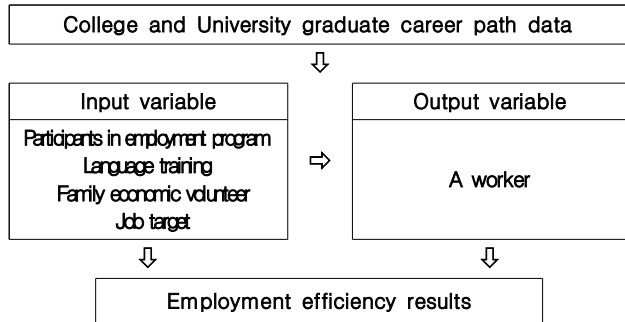 College and University graduate career path data
Input variable
Participants in employment program
Language training
Family economic volunteer
Job target
Output variable
A worker
Employment efficiency results